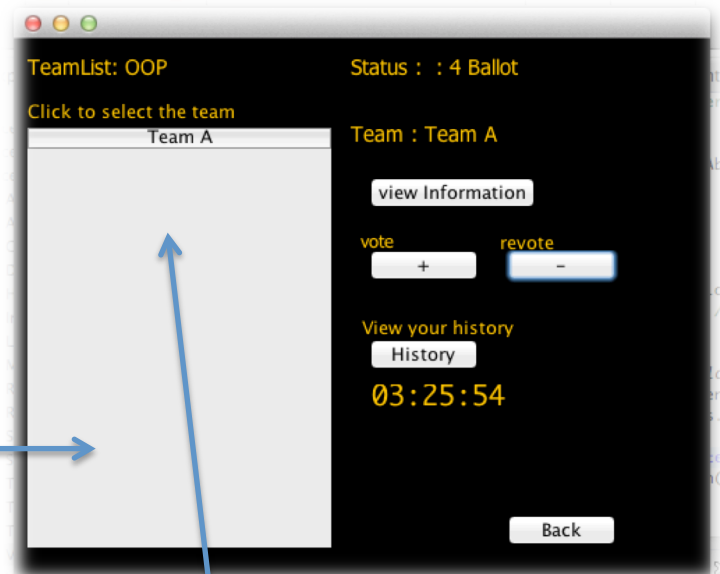 TeamList: OOP
Status : : 4 Ballot
Click to select the team
Team A
Team : Team A
view Information
vote
revote
+
-
View your history
History
03:25:54
Back